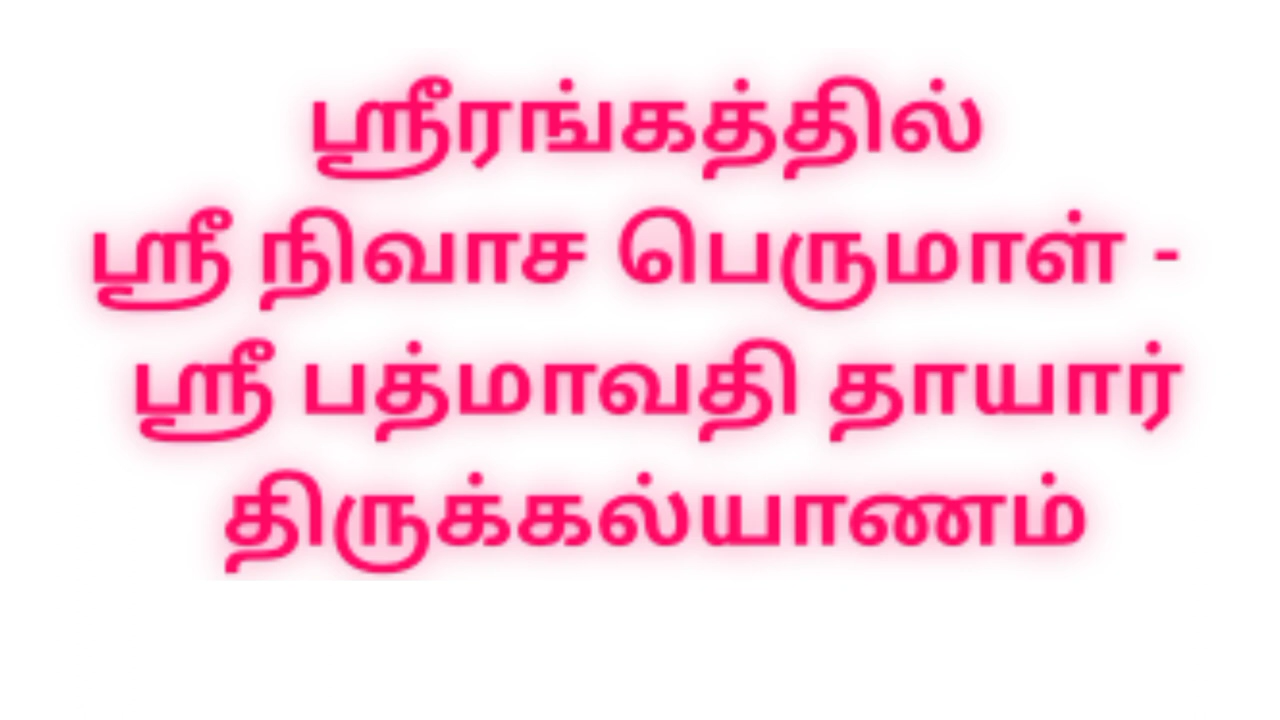 ஸ்ரீரங்கத்தில்
ஸ்ரீ நிவாச பெருமாள் -
ஸ்ரீ பத்மாவதி தாயார்
திருக்கல்யாணம்